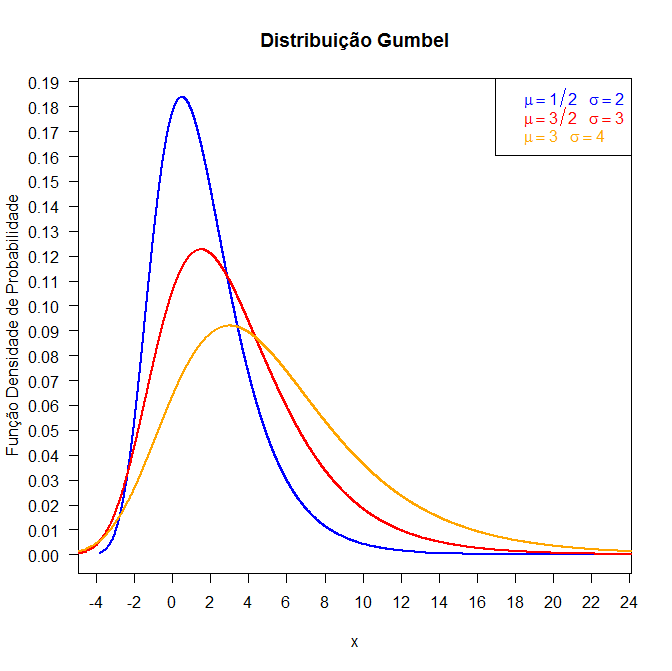 Distribuição Gumbel
μ = 1/2 σ = 2
μ = 3/2 σ = 3
μ = 3 σ = 4
Função Densidade de Probabilidade
0.19
0.18
0.17
0.16
0.15
0.14
0.13
0.12
0.11
0.10
0.09
0.08
0.07
0.06
0.05
0.04
0.03
0.02
0.01
0.00
-4 -2 0 2 4 6 8 10 12 14 16 18 20 22 24
x